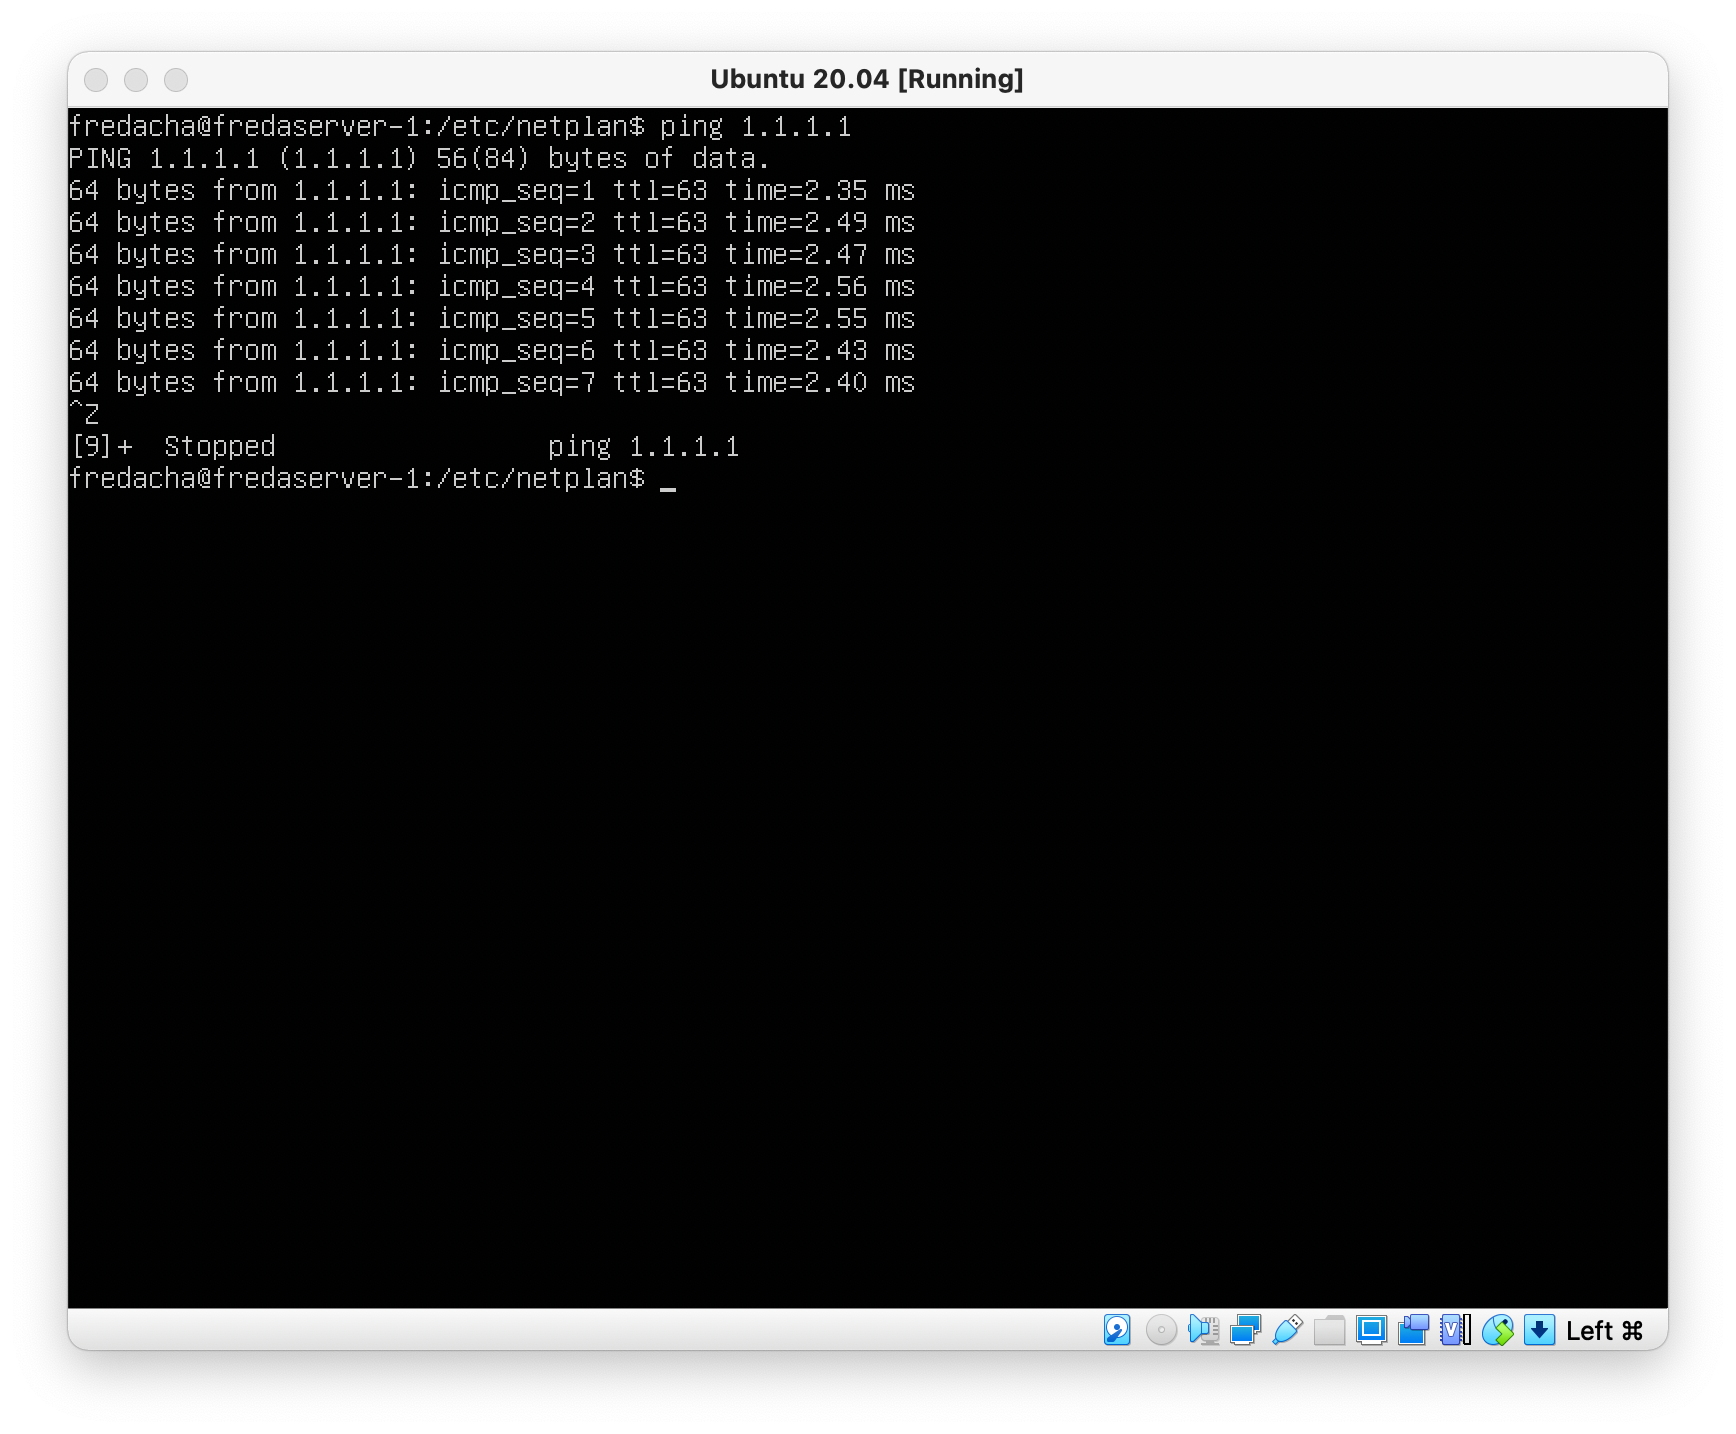 Ubuntu 20.04 [Running]
fredacha@fredaserver-1:/etc/netplan$ ping 1.1.1.1
PING 1.1.1.1 (1.1.1.1) 56(84) bytes of data.
64 bytes from 1.1.1.1: icmp_seq=1 ttl=63 time=2.35 ms
64 bytes from 1.1.1.1: icmp_seq=2 ttl=63 time=2.49 ms
64 bytes from 1.1.1.1: icmp_seq=3 ttl=63 time=2.47 ms
64 bytes from 1.1.1.1: icmp_seq=4 ttl=63 time=2.56 ms
64 bytes from 1.1.1.1: icmp_seq=5 ttl=63 time=2.55 ms
64 bytes from 1.1.1.1: icmp_seq=6 ttl=63 time=2.43 ms
64 bytes from 1.1.1.1: icmp_seq=7 ttl=63 time=2.40 ms
^Z
[9]+  Stopped                 ping 1.1.1.1
fredacha@fredaserver-1:/etc/netplan$ _
Left ⌘